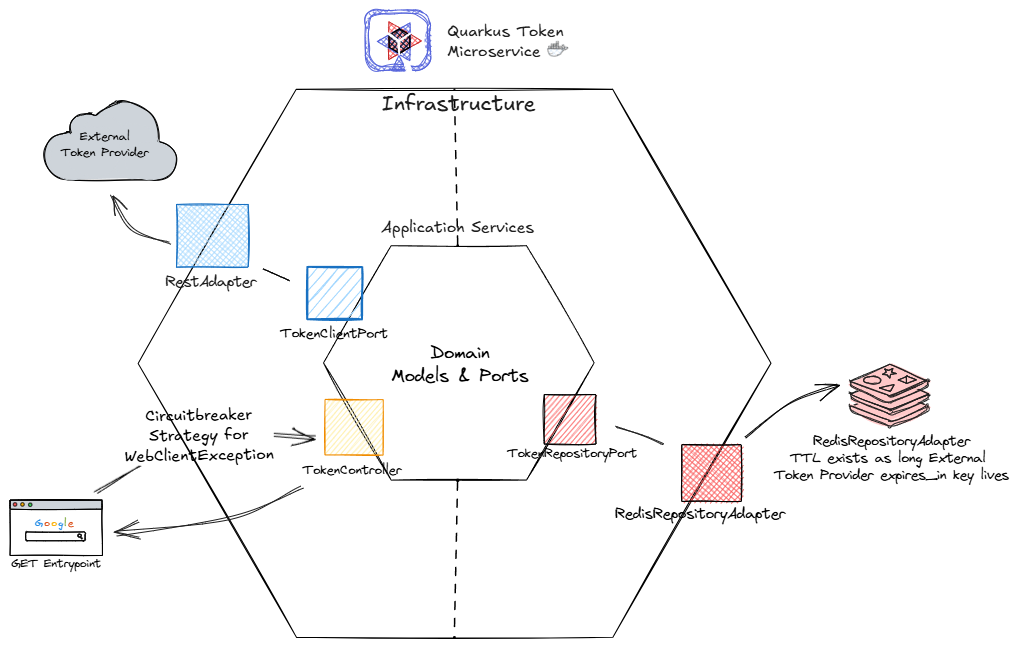 Quarkus Token
Microservice
Infrastructure
External
Token Provider
Application Services
RestAdapter
TokenClientPort
Domain
Models & Ports
Circuitbreaker
Strategy for
WebClientException
TokenController
TokenRepositoryPort
RedisRepositoryAdapter
TTL exists as long External
Token Provider expires_in key lives
RedisRepositoryAdapter
Google
GET Entrypoint